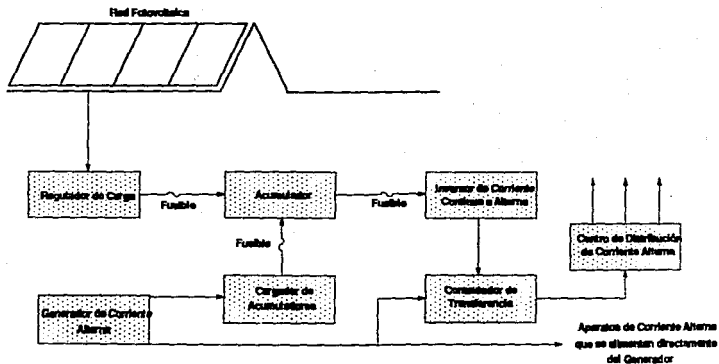 Red Fotovoltaica
Regulador de Carga
Fusible
Acumulador
Fusible
Inversor de Corriente
Continua a Alterna
Fusible
Centro de Distribución
de Corriente Alterna
Generador de Corriente
Alterna
Cargador de
Acumuladores
Conmutador de
Transferencia
Aparatos de Corriente Alterna
que se alimentan directamente
del Generador